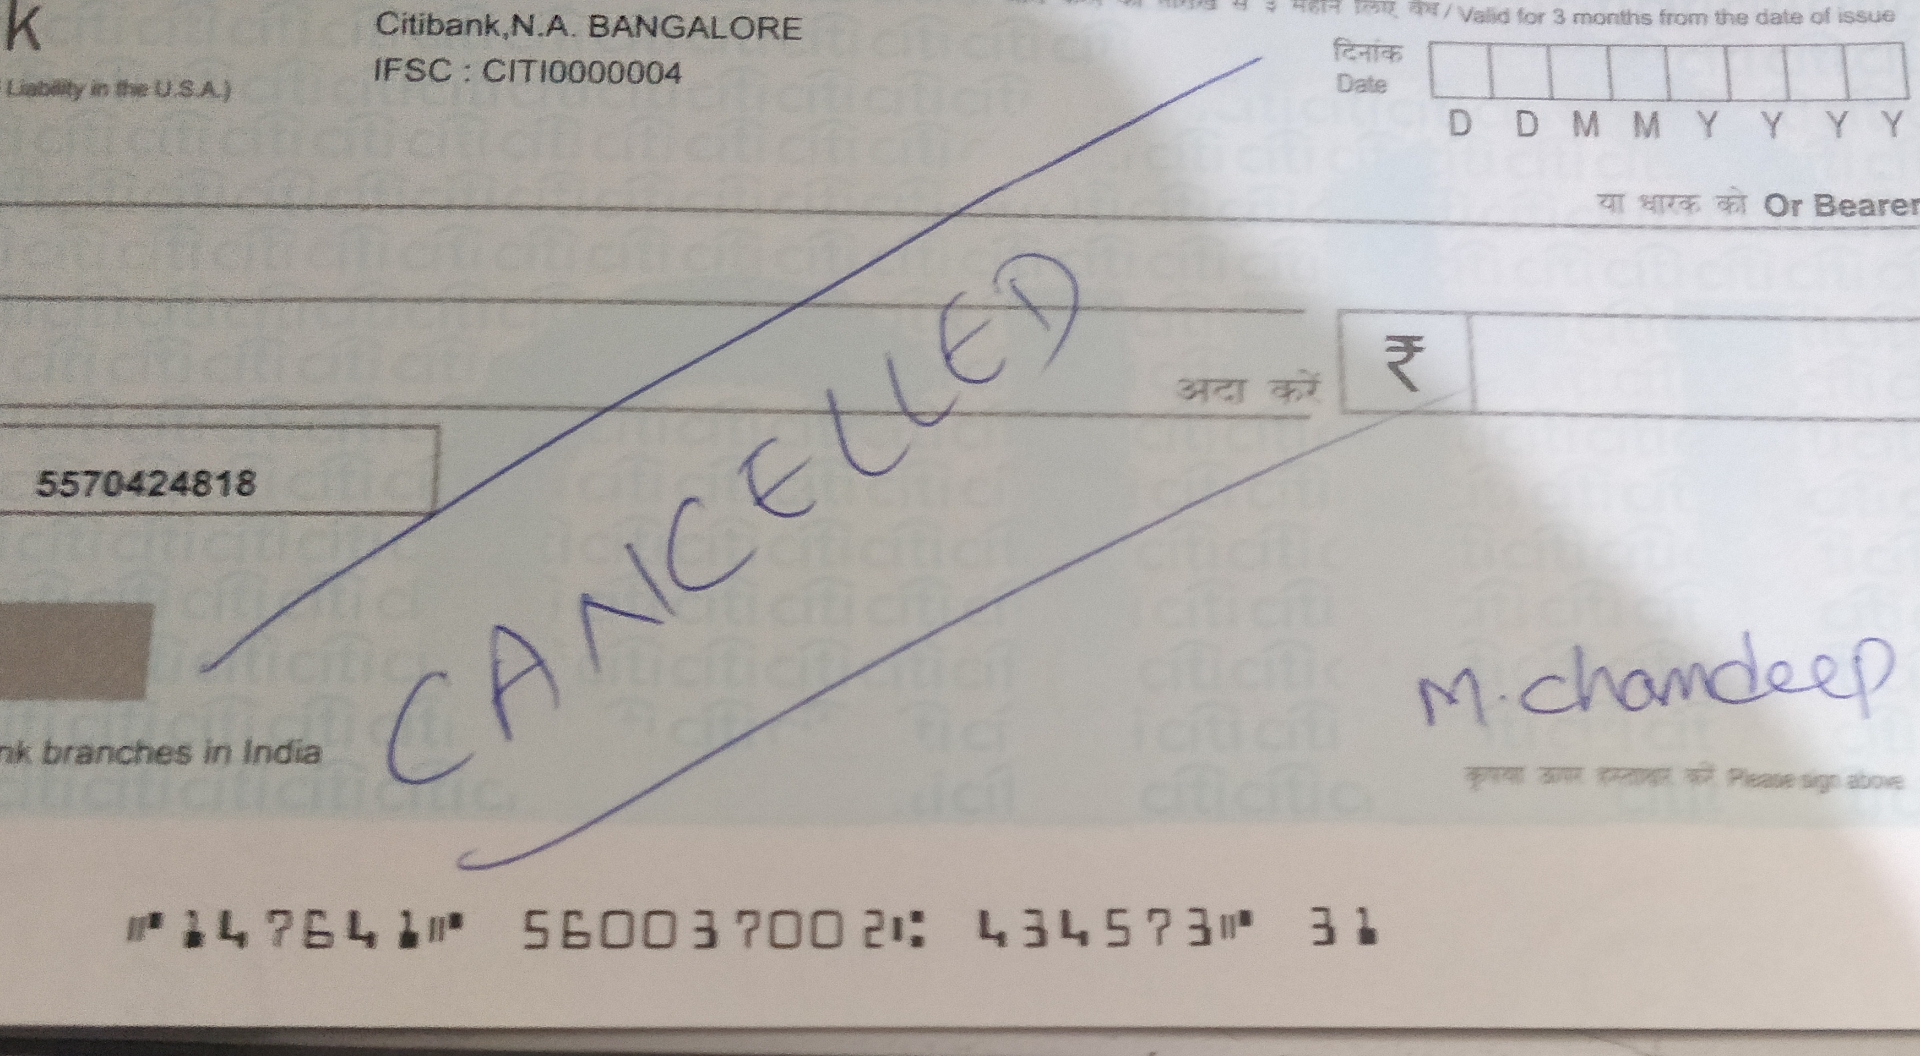 k
Citibank,N.A. BANGALORE
IFSC : CITI0000004
Liability in the U.S.A.)
से ३ महीने लिए वैध / Valid for 3 months from the date of issue
दिनांक
Date
D D M M Y Y Y Y
या धारक को Or Bearer
CANCELLED
अदा करें ₹
5570424818
M. Chandeep
nk branches in India
कृपया ऊपर हस्ताक्षर करें Please sign above
⑈147641⑈ 560037002⑆ 434573⑈ 31